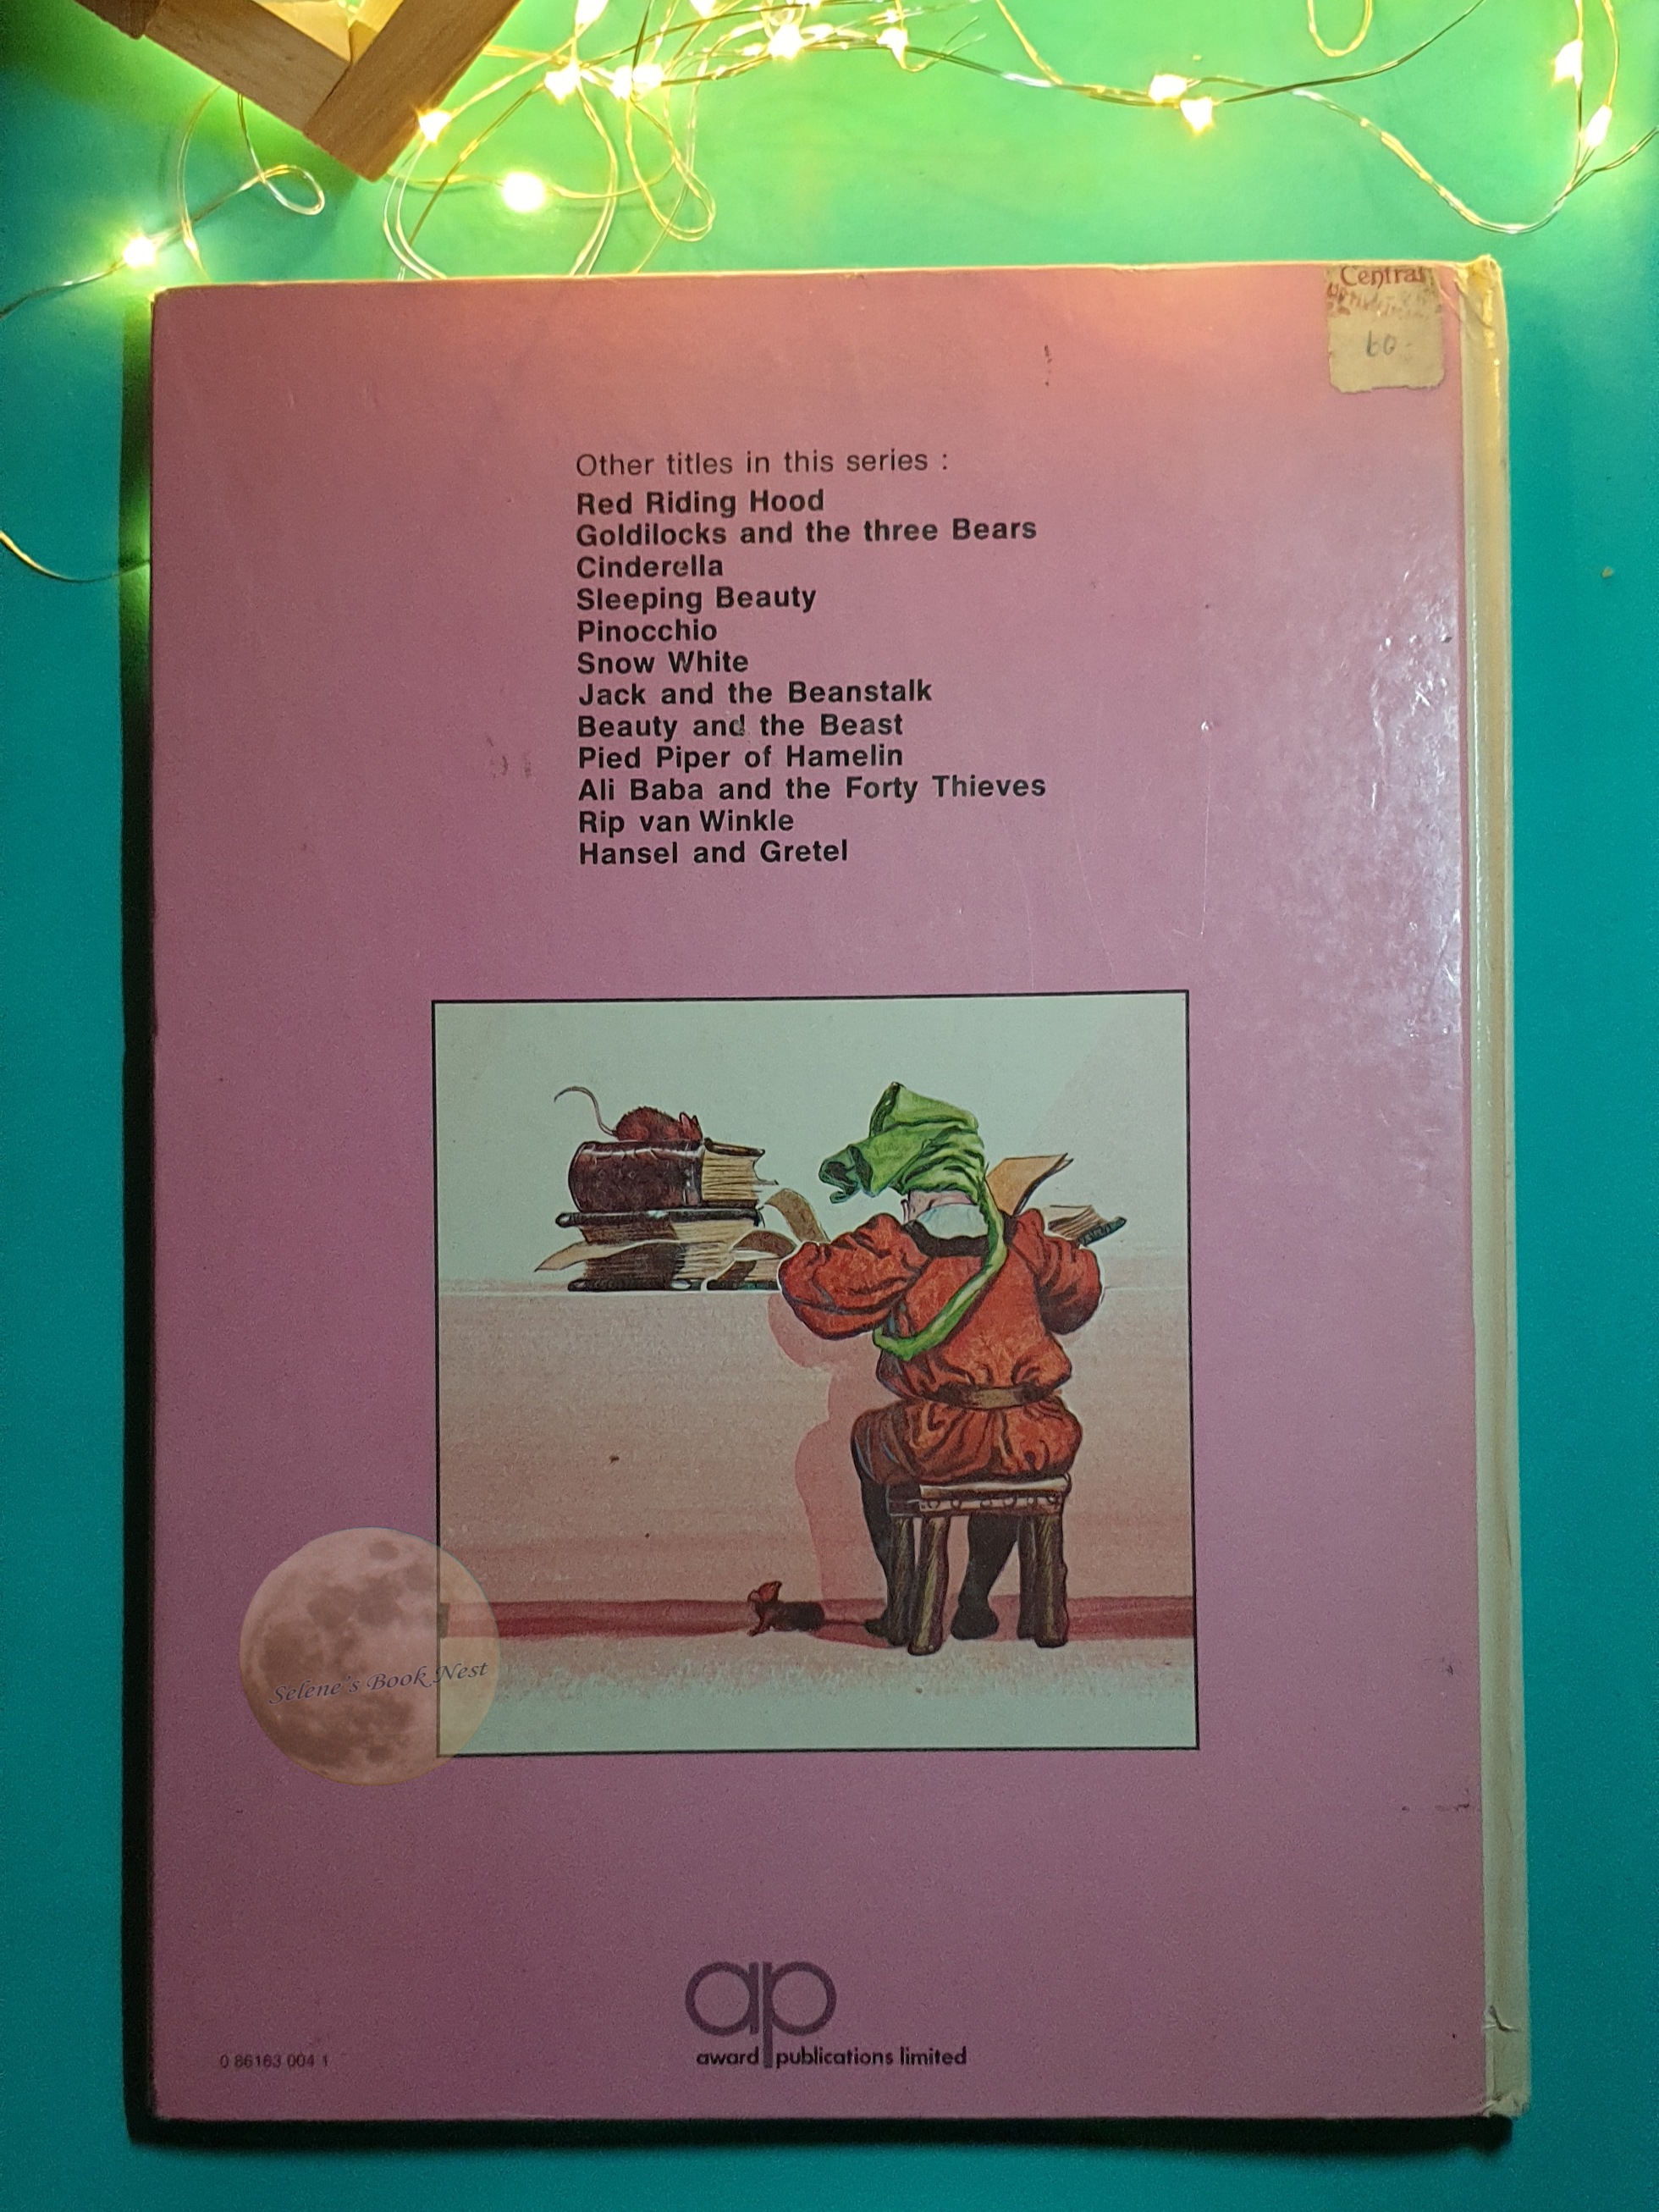 Central
60
Other titles in this series :
Red Riding Hood
Goldilocks and the three Bears
Cinderella
Sleeping Beauty
Pinocchio
Snow White
Jack and the Beanstalk
Beauty and the Beast
Pied Piper of Hamelin
Ali Baba and the Forty Thieves
Rip van Winkle
Hansel and Gretel
Selene's Book Nest
ap
award publications limited
0 86163 004 1